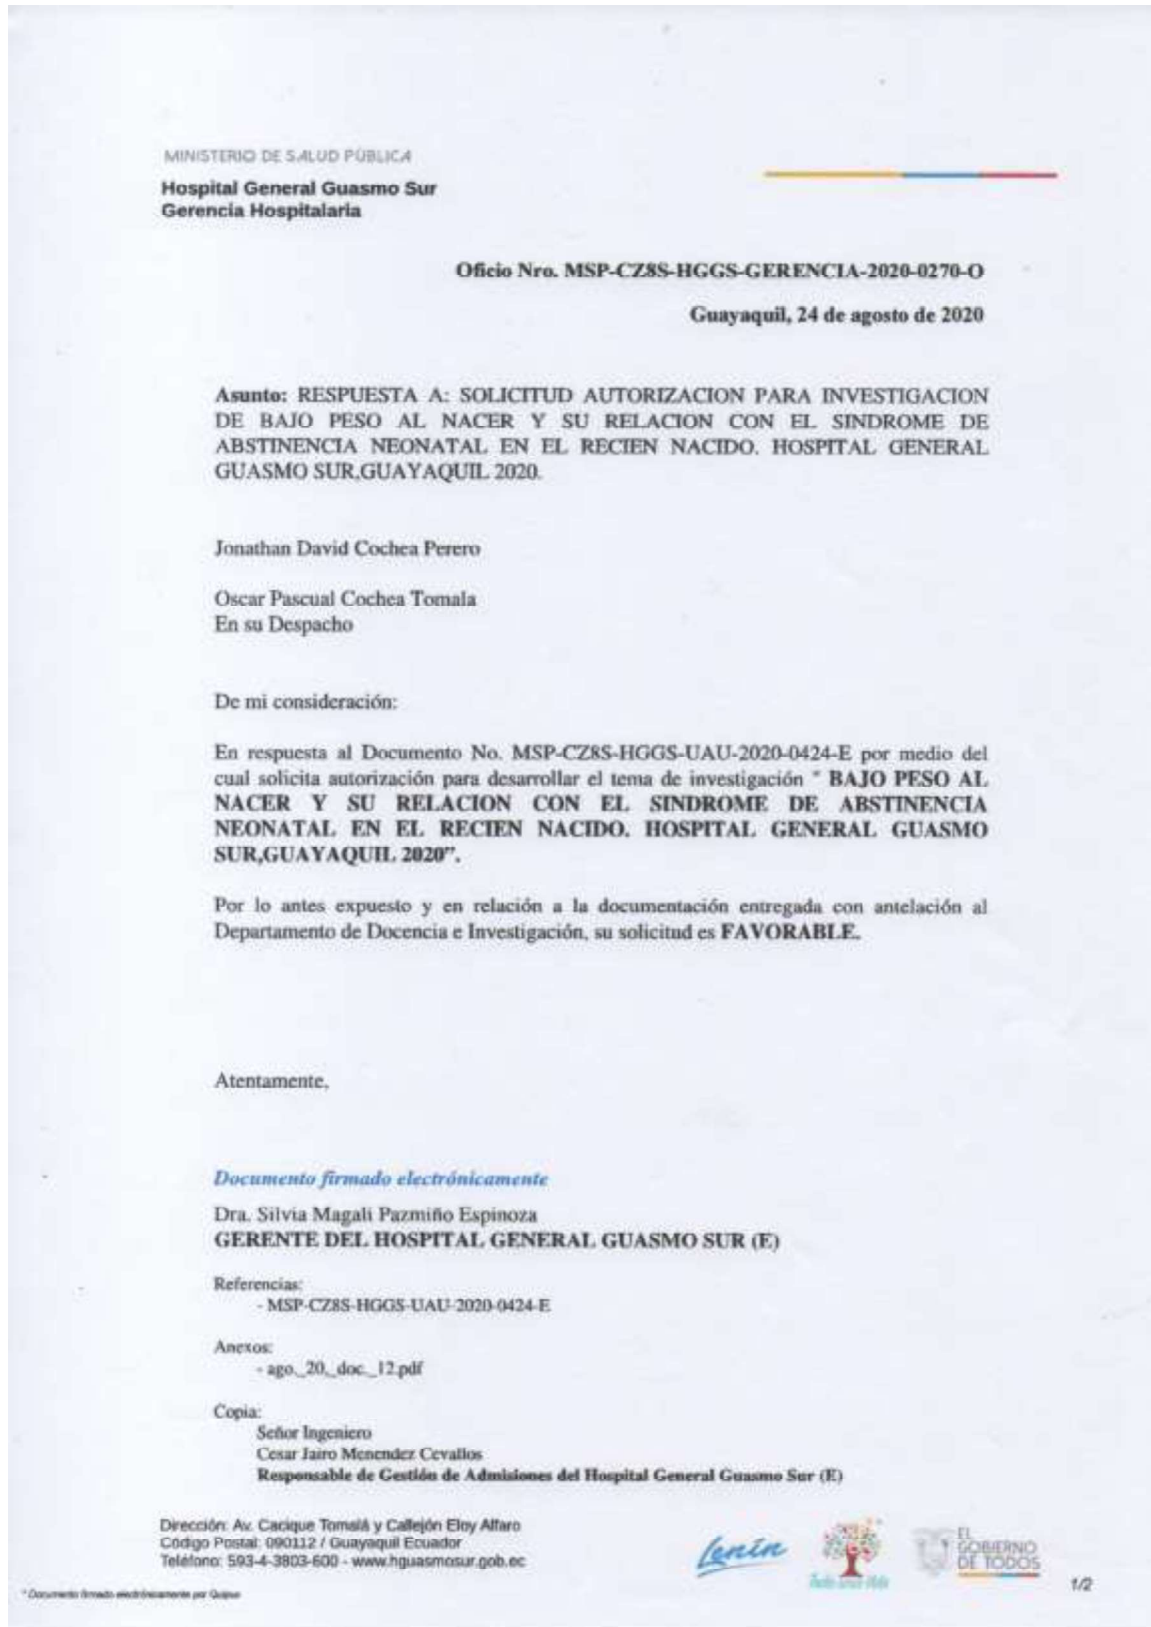 MINISTERIO DE SALUD PÚBLICA
Hospital General Guasmo Sur
Gerencia Hospitalaria
Oficio Nro. MSP-CZ8S-HGGS-GERENCIA-2020-0270-O
Guayaquil, 24 de agosto de 2020
Asunto: RESPUESTA A: SOLICITUD AUTORIZACION PARA INVESTIGACION
DE BAJO PESO AL NACER Y SU RELACION CON EL SINDROME DE
ABSTINENCIA NEONATAL EN EL RECIEN NACIDO. HOSPITAL GENERAL
GUASMO SUR,GUAYAQUIL 2020.
Jonathan David Cochea Perero
Oscar Pascual Cochea Tomala
En su Despacho
De mi consideración:
En respuesta al Documento No. MSP-CZ8S-HGGS-UAU-2020-0424-E por medio del
cual solicita autorización para desarrollar el tema de investigación " BAJO PESO AL
NACER Y SU RELACION CON EL SINDROME DE ABSTINENCIA
NEONATAL EN EL RECIEN NACIDO. HOSPITAL GENERAL GUASMO
SUR,GUAYAQUIL 2020".
Por lo antes expuesto y en relación a la documentación entregada con antelación al
Departamento de Docencia e Investigación, su solicitud es FAVORABLE.
Atentamente,
Documento firmado electrónicamente
Dra. Silvia Magali Pazmiño Espinoza
GERENTE DEL HOSPITAL GENERAL GUASMO SUR (E)
Referencias:
- MSP-CZ8S-HGGS-UAU-2020-0424-E
Anexos:
- ago._20,_doc._12.pdf
Copia:
Señor Ingeniero
Cesar Jairo Menendez Cevallos
Responsable de Gestión de Admisiones del Hospital General Guasmo Sur (E)
Dirección: Av. Cacique Tomalá y Callejón Eloy Alfaro
Código Postal: 090112 / Guayaquil Ecuador
Teléfono: 593-4-3803-600 - www.hguasmosur.gob.ec
Lenín
Toda una Vida
EL
GOBIERNO
DE TODOS
* Documento firmado electrónicamente por Quipux
1/2